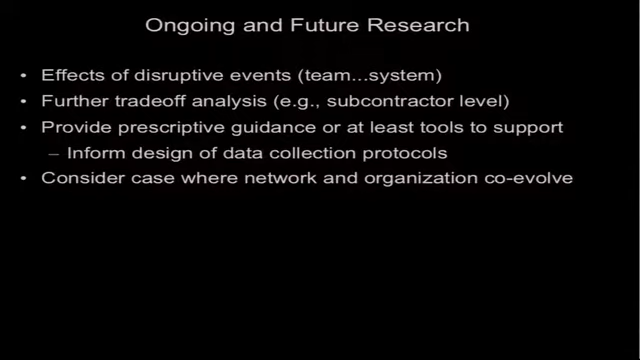 Ongoing and Future Research
• Effects of disruptive events (team...system)
• Further tradeoff analysis (e.g., subcontractor level)
• Provide prescriptive guidance or at least tools to support
– Inform design of data collection protocols
• Consider case where network and organization co-evolve